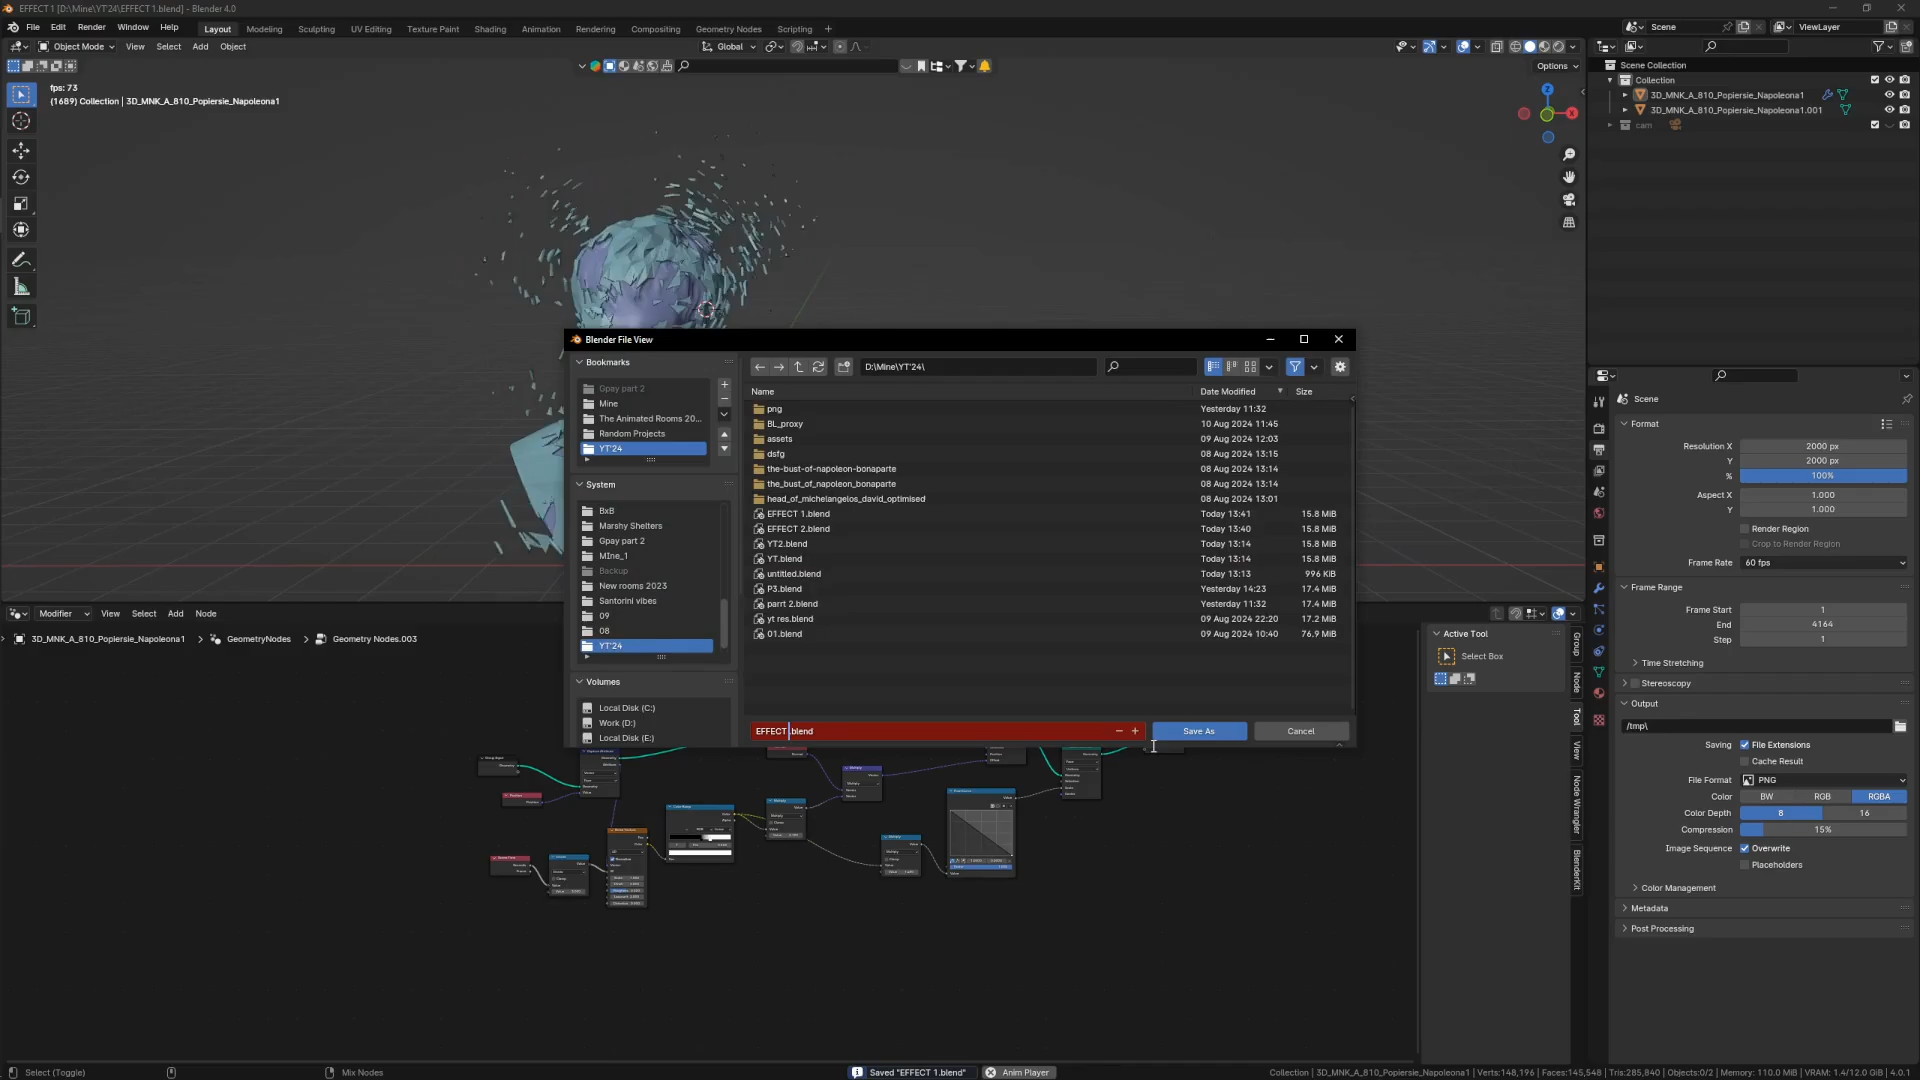 EFFECT 1 [D:\Mine\YT'24\EFFECT 1.blend] - Blender 4.0
File Edit Render Window Help Layout Modeling Sculpting UV Editing Texture Paint Shading Animation Rendering Compositing Geometry Nodes Scripting + Scene ViewLayer
Object Mode View Select Add Object Global
Options
fps: 73
(1689) Collection | 3D_MNK_A_810_Popiersie_Napoleona1
Z
X
Scene Collection
Collection
3D_MNK_A_810_Popiersie_Napoleona1
3D_MNK_A_810_Popiersie_Napoleona1.001
cam
Blender File View
Bookmarks
Gpay part 2
Mine
The Animated Rooms 20...
Random Projects
YT'24
System
BxB
Marshy Shelters
Gpay part 2
MIne_1
Backup
New rooms 2023
Santorini vibes
09
08
YT'24
Volumes
Local Disk (C:)
Work (D:)
Local Disk (E:)
D:\Mine\YT'24\
Name Date Modified Size
png Yesterday 11:32
BL_proxy 10 Aug 2024 11:45
assets 09 Aug 2024 12:03
dsfg 08 Aug 2024 13:15
the-bust-of-napoleon-bonaparte 08 Aug 2024 13:14
the_bust_of_napoleon_bonaparte 08 Aug 2024 13:14
head_of_michelangelos_david_optimised 08 Aug 2024 13:01
EFFECT 1.blend Today 13:41 15.8 MiB
EFFECT 2.blend Today 13:40 15.8 MiB
YT2.blend Today 13:14 15.8 MiB
YT.blend Today 13:14 15.8 MiB
untitled.blend Today 13:13 996 KiB
P3.blend Yesterday 14:23 17.4 MiB
parrt 2.blend Yesterday 11:32 17.4 MiB
yt res.blend 09 Aug 2024 22:20 17.2 MiB
01.blend 09 Aug 2024 10:40 76.9 MiB
EFFECT .blend
Save As
Cancel
Modifier View Select Add Node
3D_MNK_A_810_Popiersie_Napoleona1 > GeometryNodes > Geometry Nodes.003
Active Tool
Select Box
Group
Node
Tool
View
Node Wrangler
BlenderKit
Scene
Format
Resolution X 2000 px
Y 2000 px
% 100%
Aspect X 1.000
Y 1.000
Render Region
Crop to Render Region
Frame Rate 60 fps
Frame Range
Frame Start 1
End 4164
Step 1
Time Stretching
Stereoscopy
Output
/tmp\
Saving File Extensions
Cache Result
File Format PNG
Color BW RGB RGBA
Color Depth 8 16
Compression 15%
Image Sequence Overwrite
Placeholders
Color Management
Metadata
Post Processing
Select (Toggle) Mix Nodes Saved "EFFECT 1.blend" Anim Player Collection | 3D_MNK_A_810_Popiersie_Napoleona1 | Verts:148,196 | Faces:145,548 | Tris:285,840 | Objects:0/2 | Memory: 110.0 MiB | VRAM: 1.4/12.0 GiB | 4.0.1